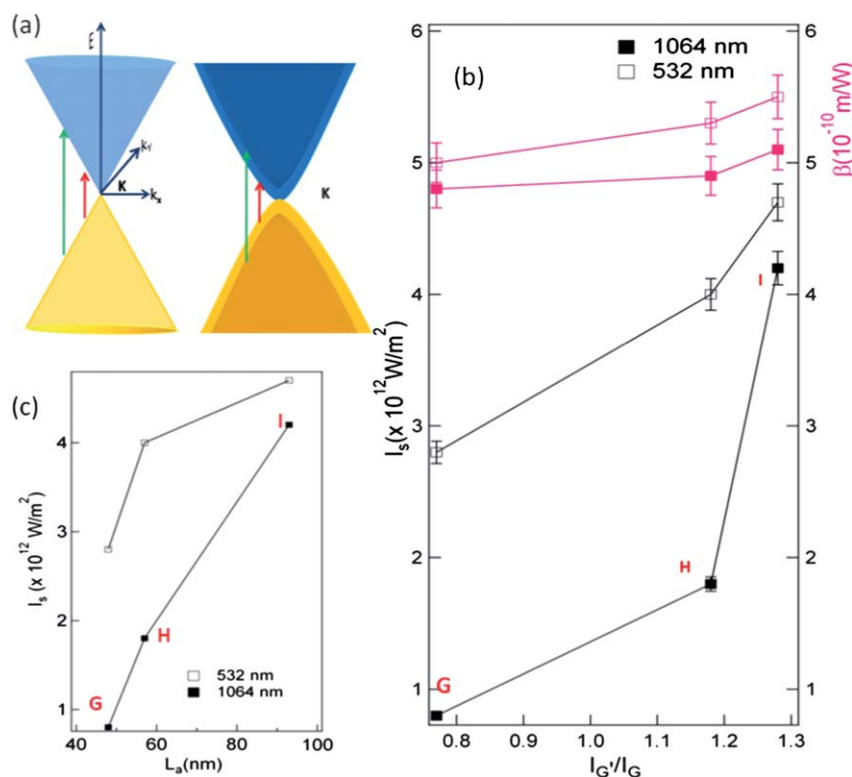 (a)
E
k_Y
K
k_x
K
(b)
■ 1064 nm
□ 532 nm
6
5
4
3
2
1
I_s(x 10^12 W/m^2)
6
5
4
3
2
1
β(10^-10 m/W)
I
H
G
0.8 0.9 1.0 1.1 1.2 1.3
I_G'/I_G
(c)
4
3
2
1
I_s (x 10^12 W/m^2)
I
H
G
□ 532 nm
■ 1064 nm
40 60 80 100
L_a(nm)